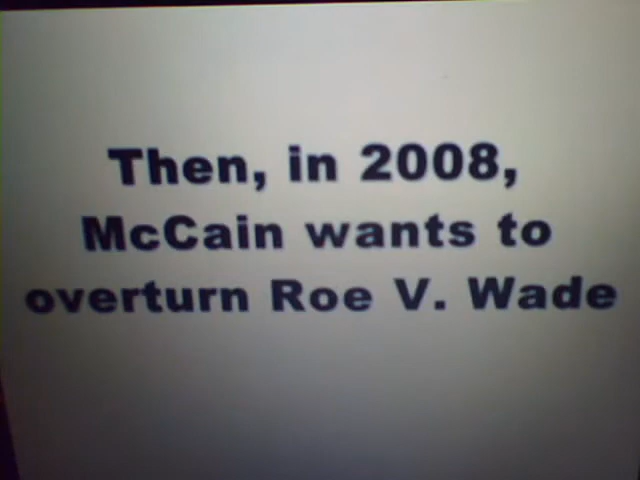 Then, in 2008,
McCain wants to
overturn Roe V. Wade